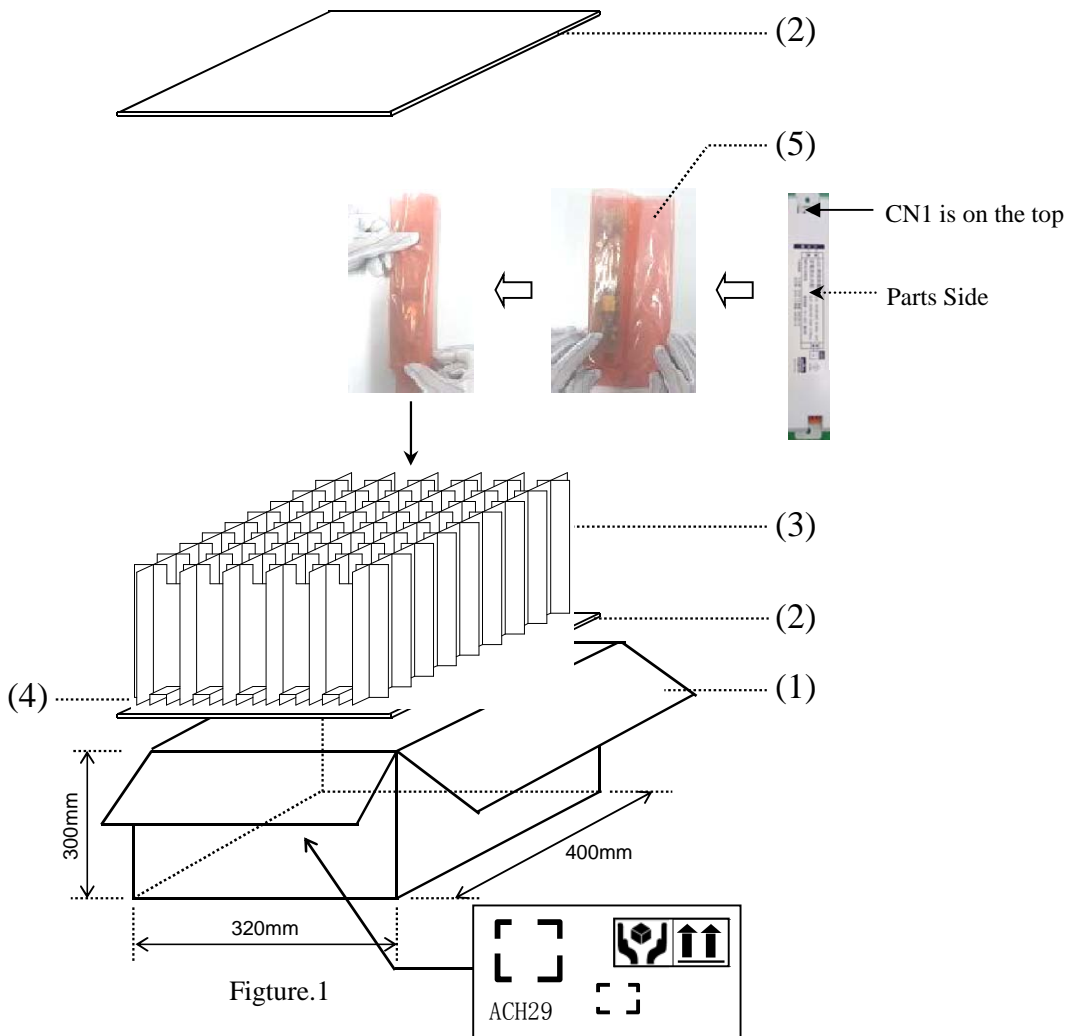 (2)
(5)
CN1 is on the top
Parts Side
(3)
(2)
(4)
(1)
300mm
400mm
320mm
Figture.1
ACH29